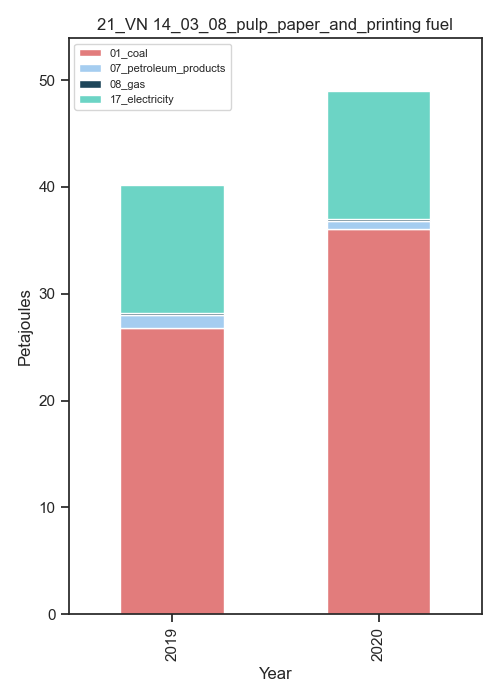 21_VN 14_03_08_pulp_paper_and_printing fuel
01_coal
07_petroleum_products
08_gas
17_electricity
50
40
30
20
10
0
Petajoules
2019
2020
Year